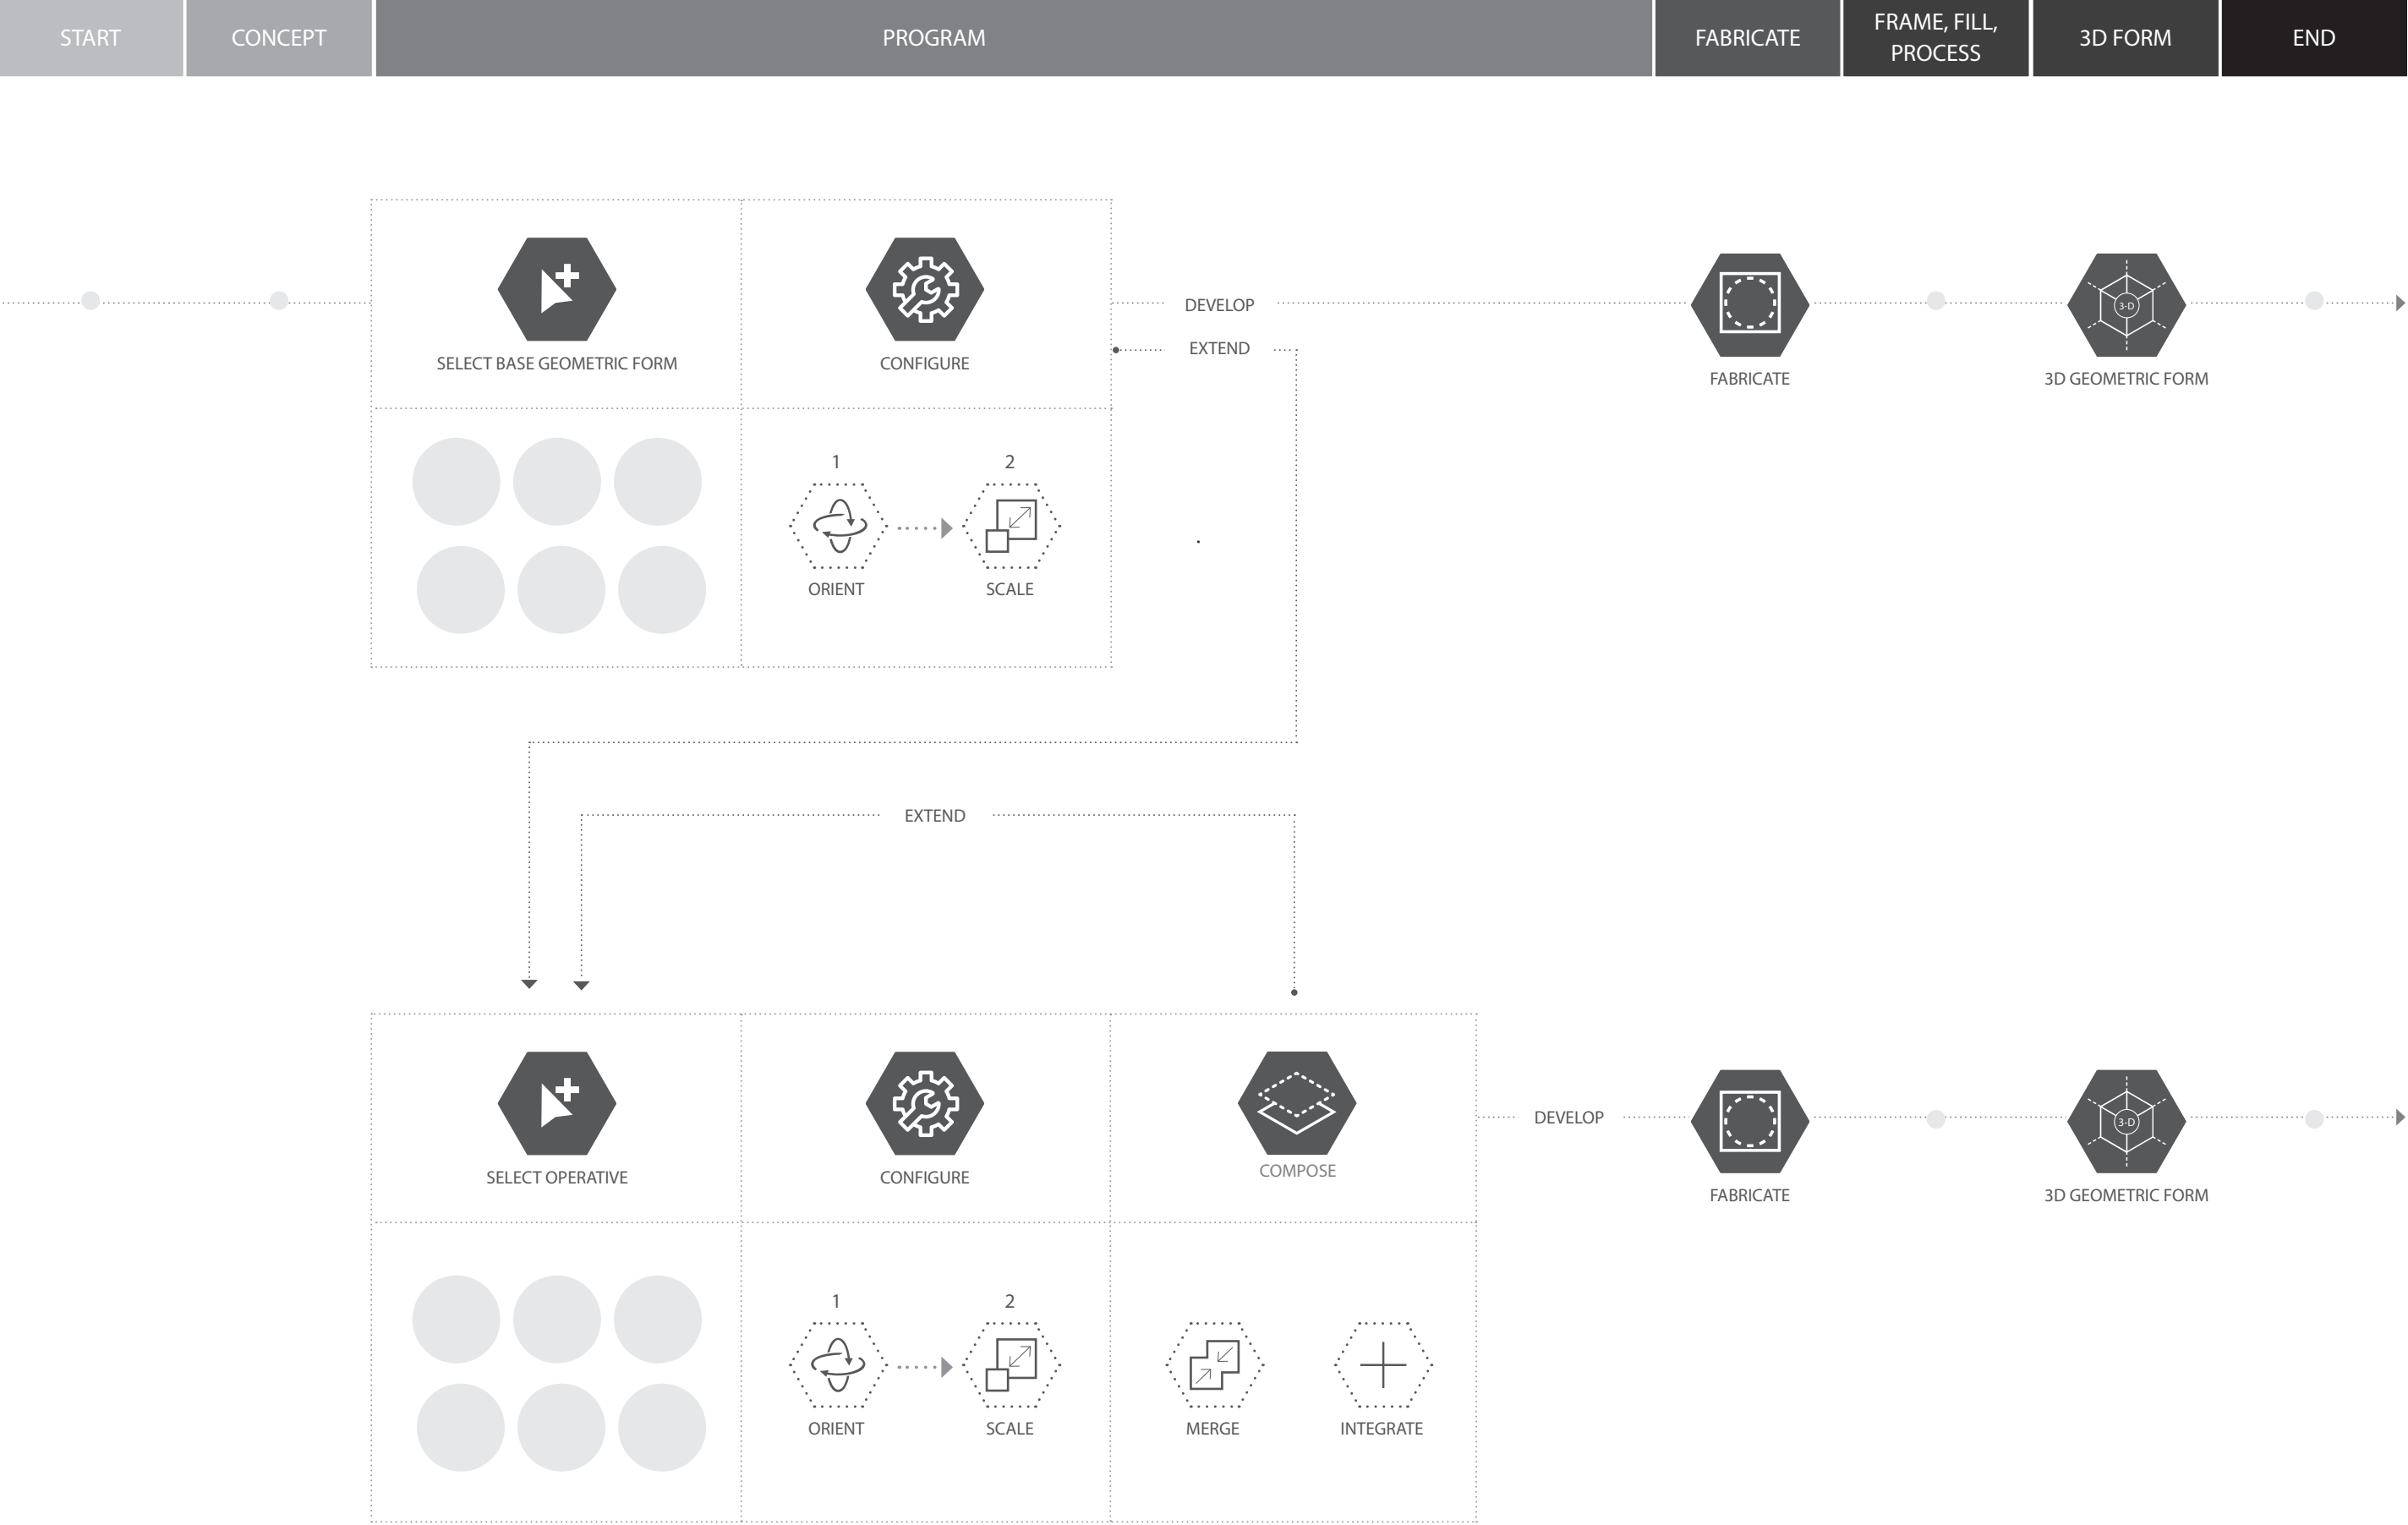 START
CONCEPT
PROGRAM
FABRICATE
FRAME, FILL,
PROCESS
3D FORM
END
SELECT BASE GEOMETRIC FORM
CONFIGURE
DEVELOP
EXTEND
3-D
FABRICATE
3D GEOMETRIC FORM
1
2
ORIENT
SCALE
EXTEND
SELECT OPERATIVE
CONFIGURE
COMPOSE
DEVELOP
3-D
FABRICATE
3D GEOMETRIC FORM
1
2
ORIENT
SCALE
MERGE
INTEGRATE